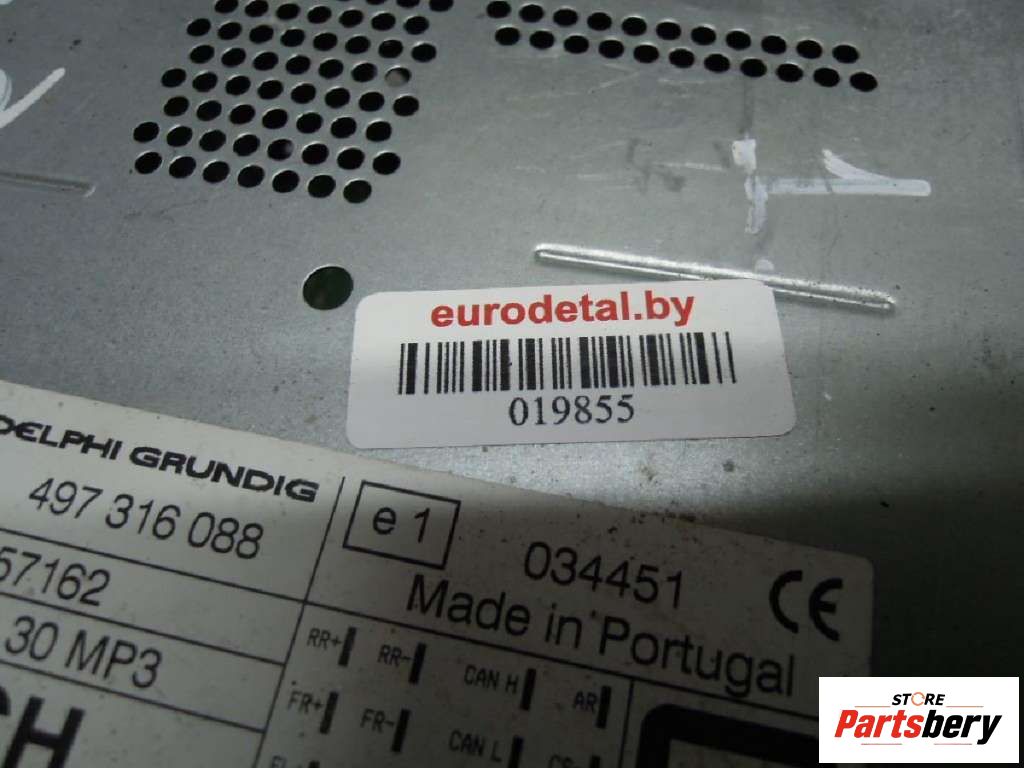 eurodetal.by
019855
DELPHI GRUNDIG
497 316 088
57162
30 MP3
e 1
034451
CE
Made in Portugal
RR+ RR- CAN H AR
FR+ FR- CAN L
STORE
Partsbery